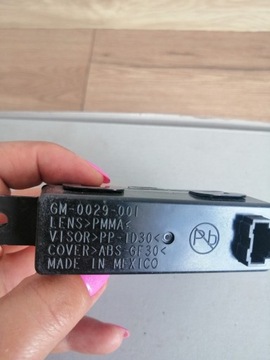 GM-0029-001
LENS>PMMA<
VISOR>PP-TD30<
COVER>ABS-GF30<
MADE IN MEXICO
Pb